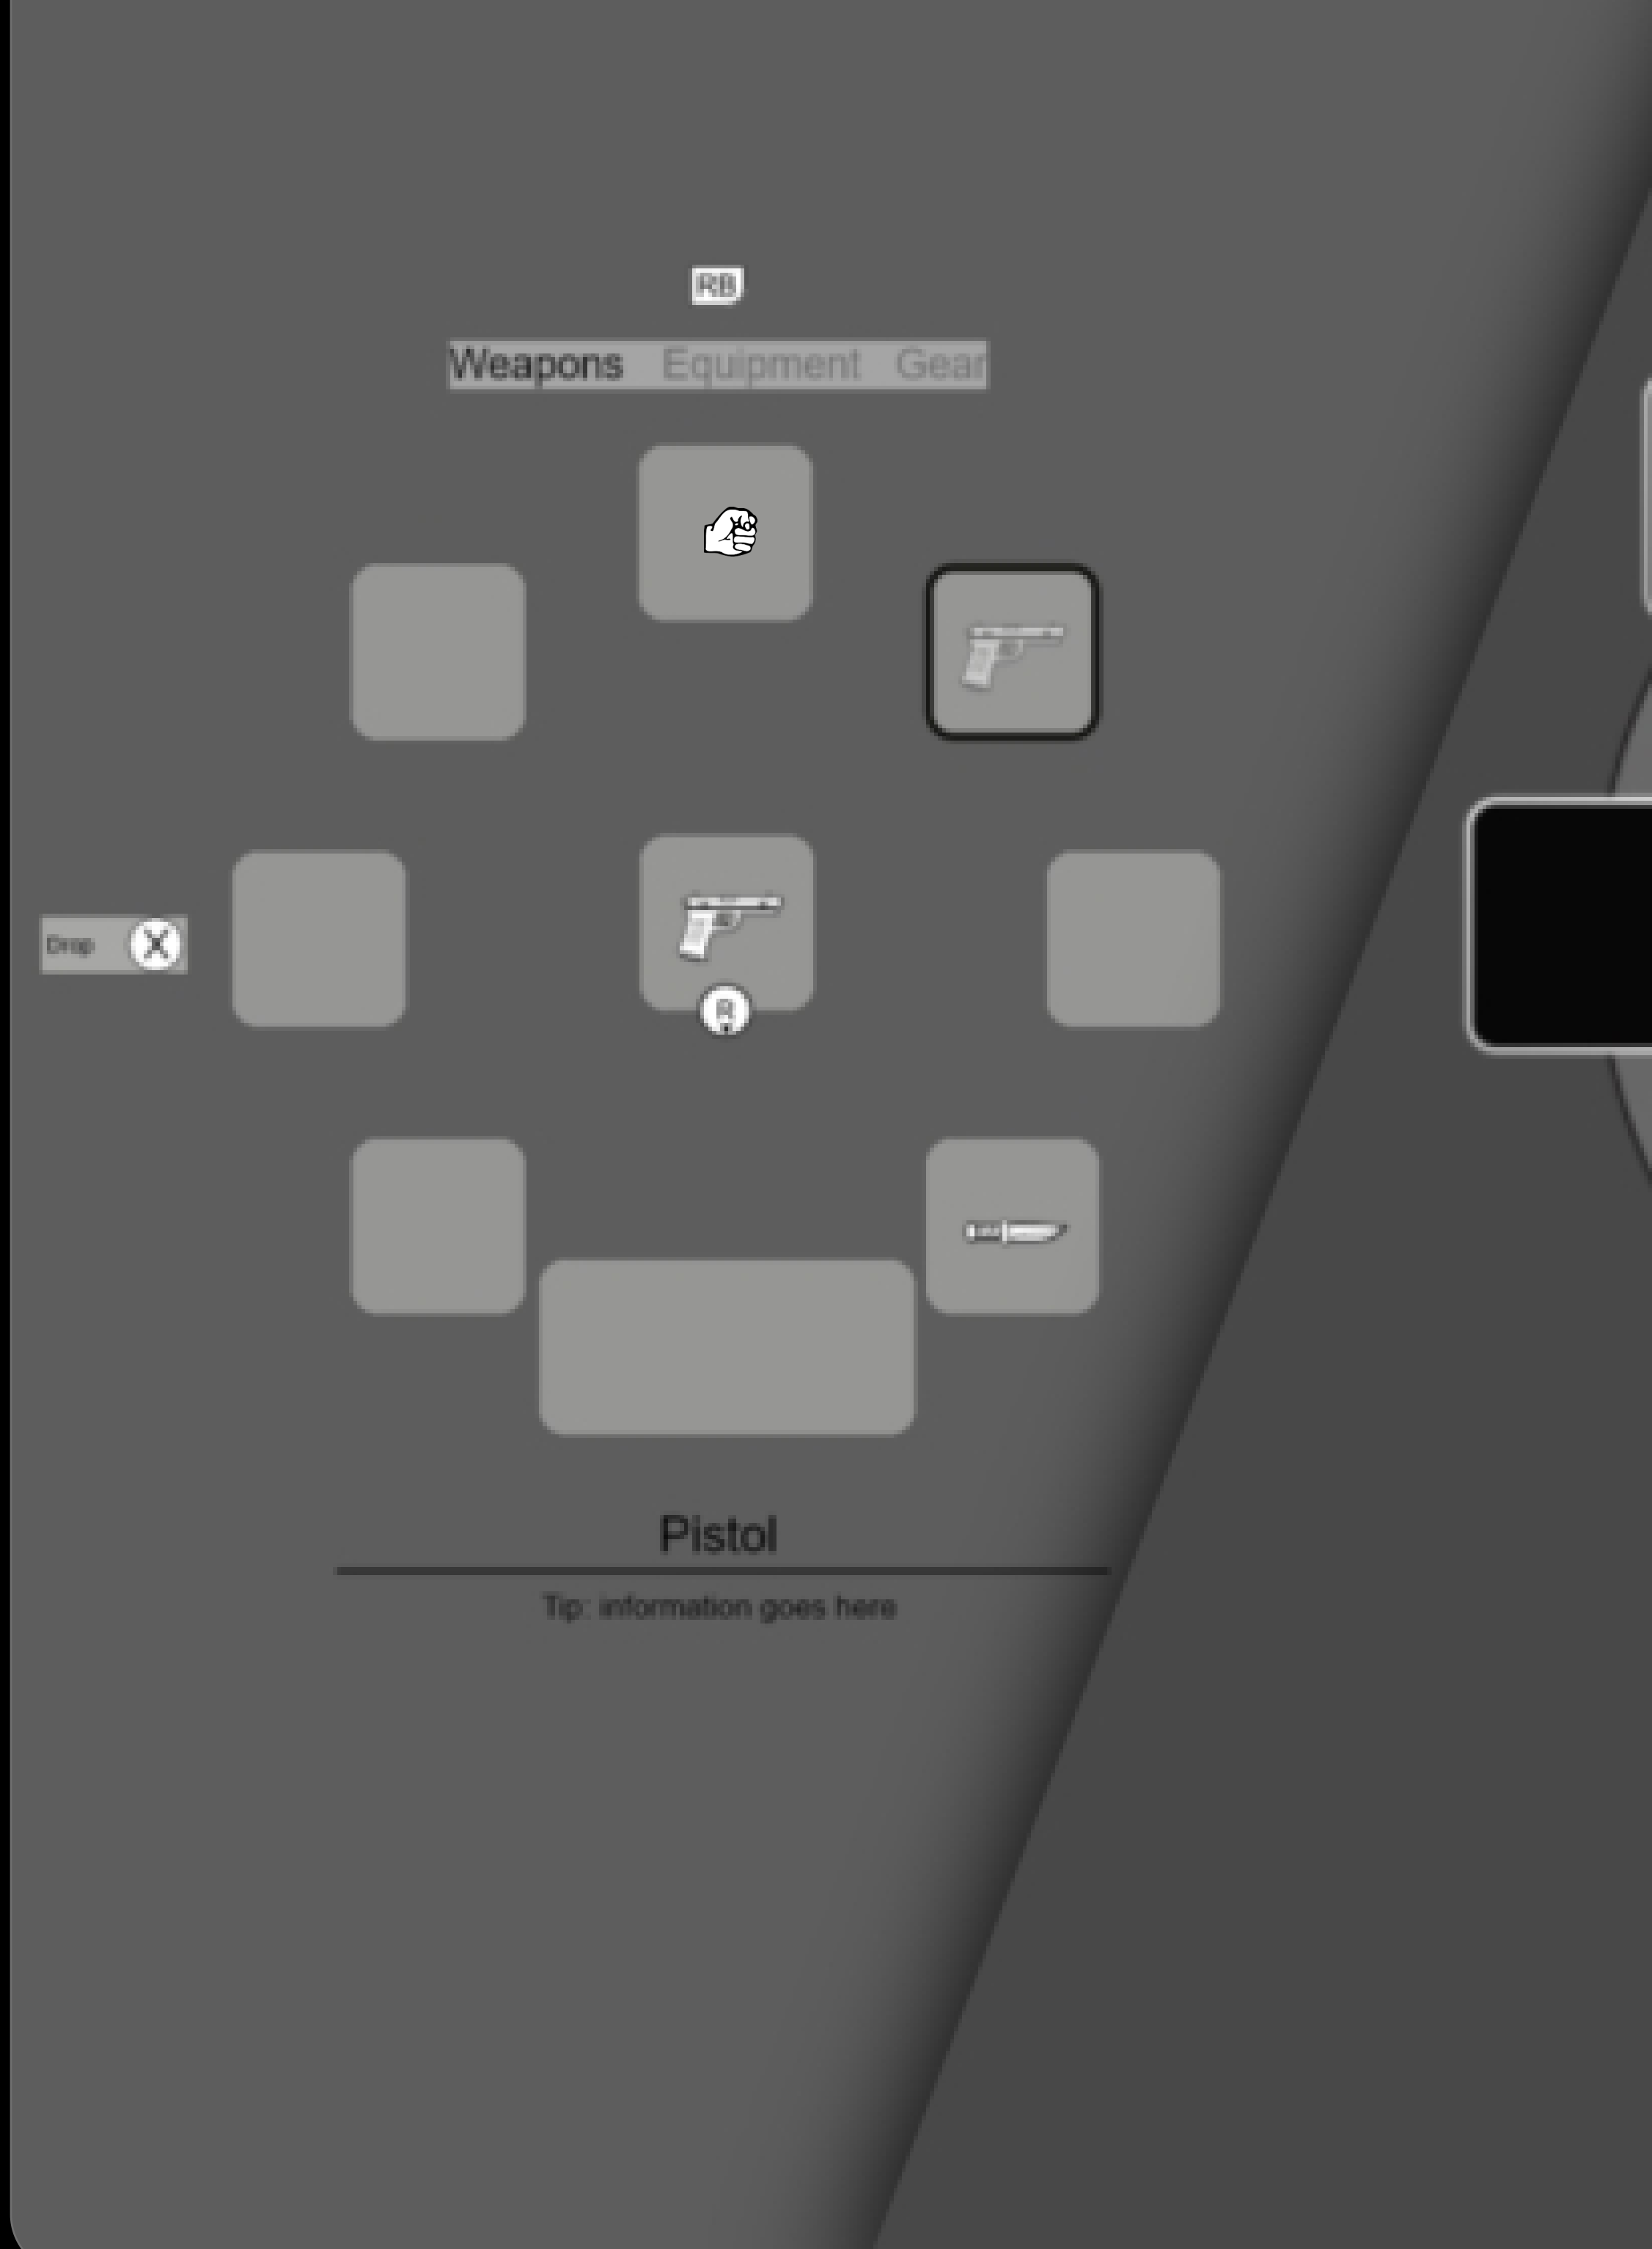 RB
Weapons Equipment Gear
Drop X
R
Pistol
Tip: information goes here